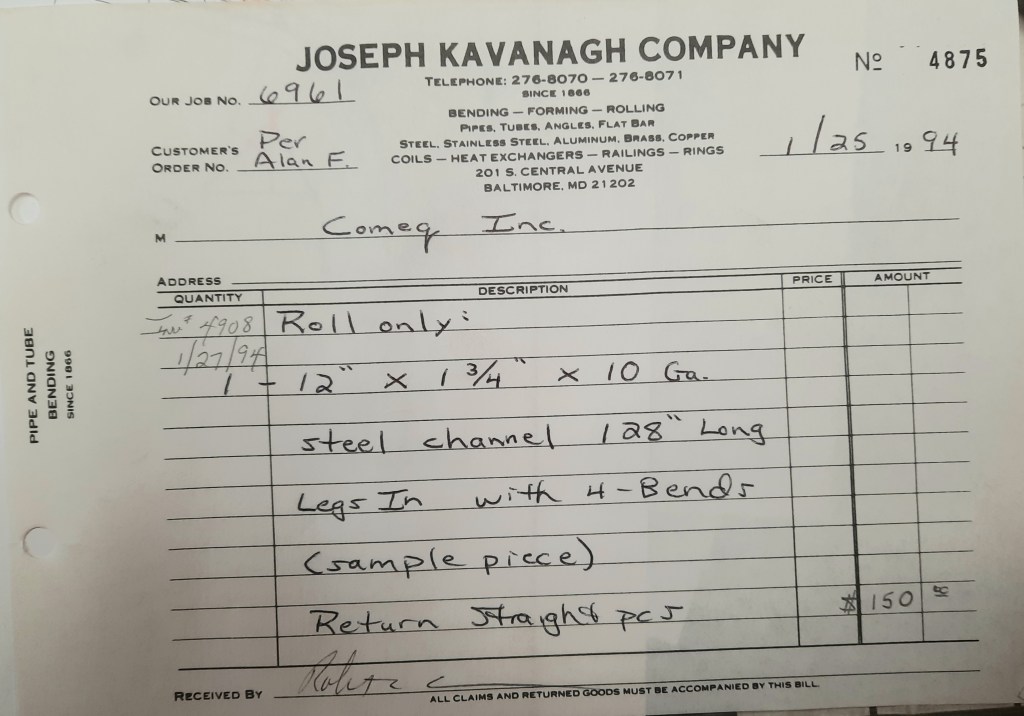 JOSEPH KAVANAGH COMPANY
Nº 4875
TELEPHONE: 276-8070 — 276-8071
SINCE 1866
OUR JOB NO. 6961
BENDING — FORMING — ROLLING
PIPES, TUBES, ANGLES, FLAT BAR
CUSTOMER'S ORDER NO. Per Alan F.
STEEL, STAINLESS STEEL, ALUMINUM, BRASS, COPPER
COILS — HEAT EXCHANGERS — RAILINGS — RINGS
1/25 1994
201 S. CENTRAL AVENUE
BALTIMORE, MD 21202
M Comeq Inc.
ADDRESS
QUANTITY DESCRIPTION PRICE AMOUNT
Inv # 4908 Roll only:
1/27/94
1 - 12" x 1 3/4" x 10 Ga.
steel channel 128" Long
Legs In with 4-Bends
(sample piece)
Return Straight pcs $150 00
RECEIVED BY
ALL CLAIMS AND RETURNED GOODS MUST BE ACCOMPANIED BY THIS BILL
PIPE AND TUBE
BENDING
SINCE 1866